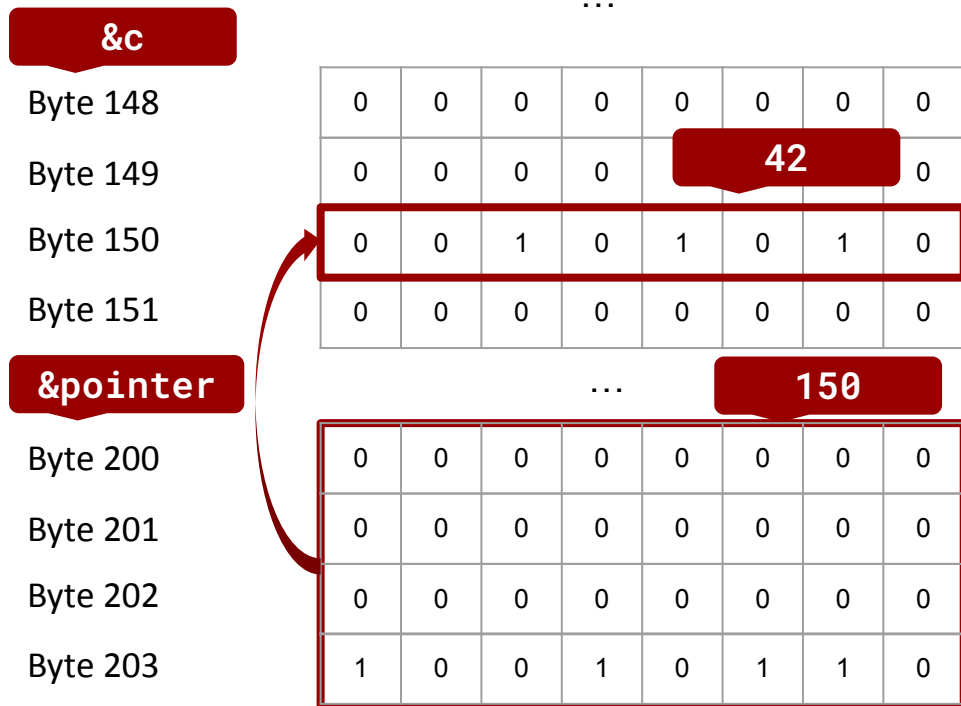 ...
&c
Byte 148 0 0 0 0 0 0 0 0
42
Byte 149 0 0 0 0 0
Byte 150 0 0 1 0 1 0 1 0
Byte 151 0 0 0 0 0 0 0 0
&pointer ... 150
Byte 200 0 0 0 0 0 0 0 0
Byte 201 0 0 0 0 0 0 0 0
Byte 202 0 0 0 0 0 0 0 0
Byte 203 1 0 0 1 0 1 1 0